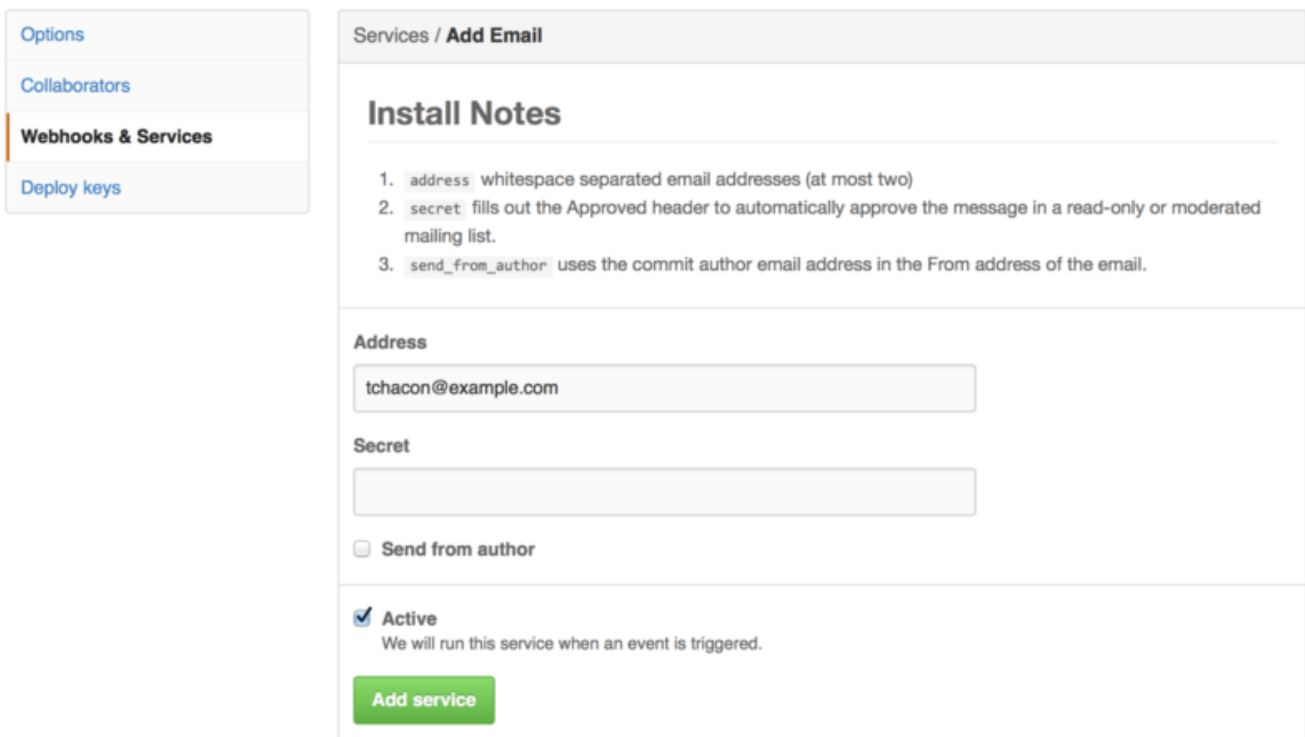 Options
Collaborators
Webhooks & Services
Deploy keys
Services / Add Email
Install Notes
1. address whitespace separated email addresses (at most two)
2. secret fills out the Approved header to automatically approve the message in a read-only or moderated
mailing list.
3. send_from_author uses the commit author email address in the From address of the email.
Address
tchacon@example.com
Secret
Send from author
Active
We will run this service when an event is triggered.
Add service